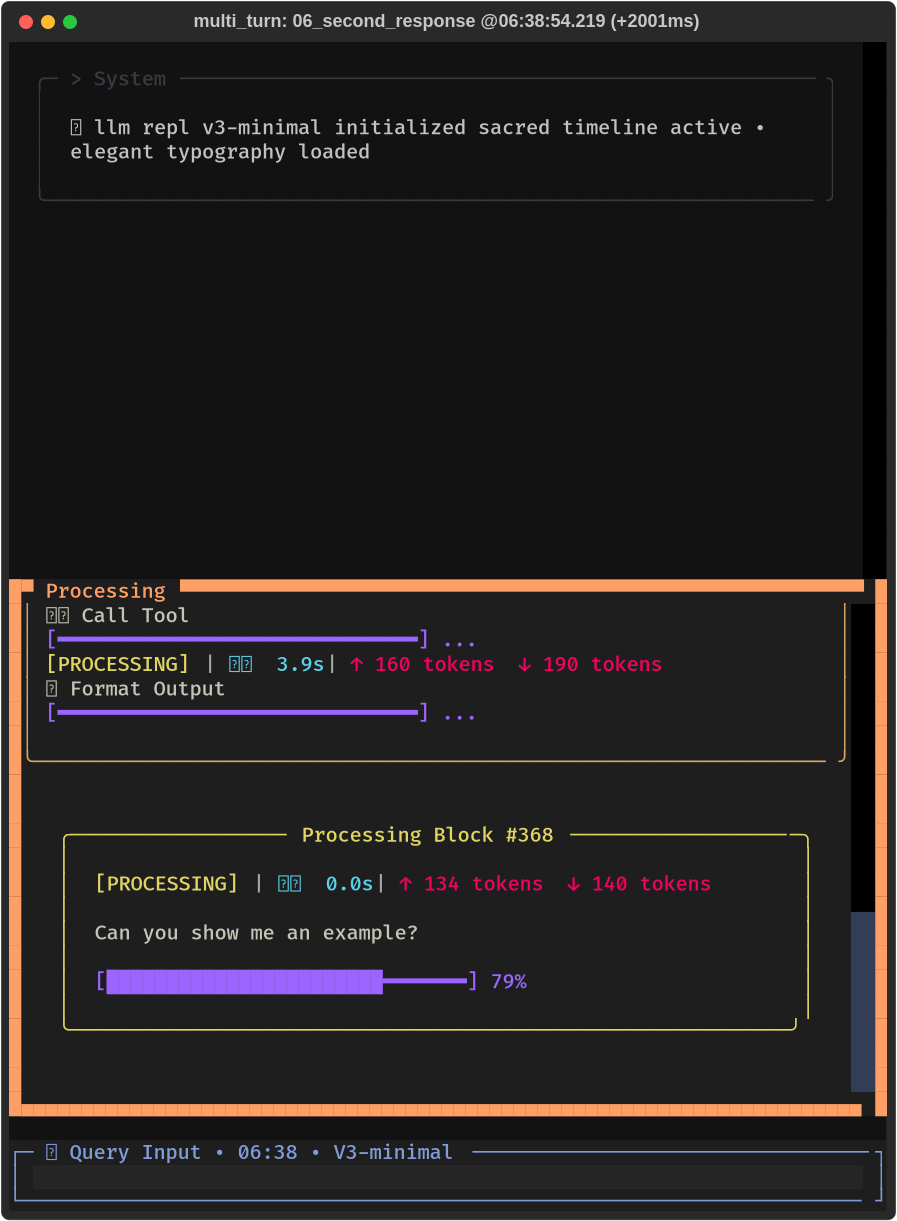 multi_turn: 06_second_response @06:38:54.219 (+2001ms)
> System
llm repl v3-minimal initialized sacred timeline active •
elegant typography loaded
Processing
Call Tool
[━━━━━━━━━━━━━━━━━━━━━━━━━━━━━━] ...
[PROCESSING] | 3.9s| ↑ 160 tokens ↓ 190 tokens
Format Output
[━━━━━━━━━━━━━━━━━━━━━━━━━━━━━━] ...
Processing Block #368
[PROCESSING] | 0.0s| ↑ 134 tokens ↓ 140 tokens
Can you show me an example?
[███████████████████████━━━━━━━] 79%
Query Input • 06:38 • V3-minimal